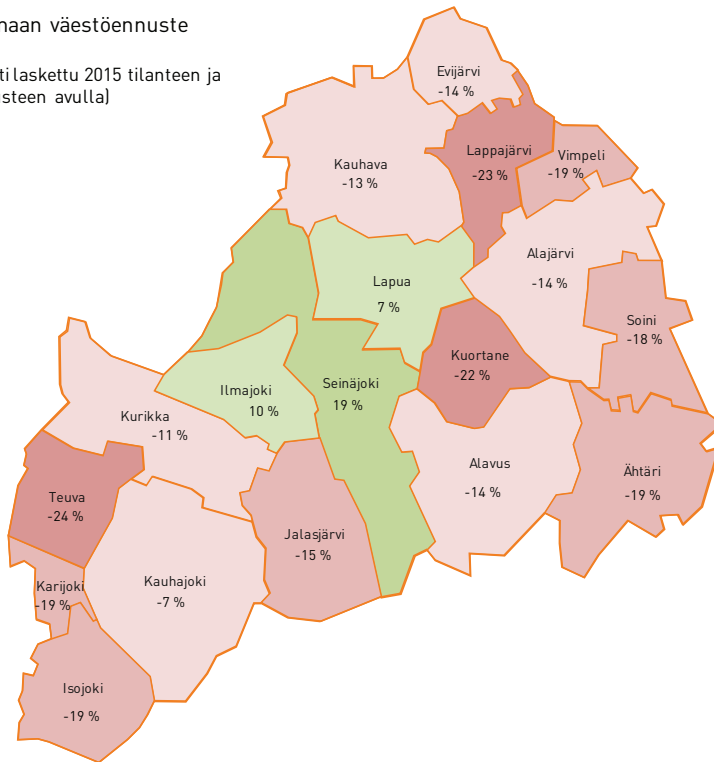 maan väestöennuste
ti laskettu 2015 tilanteen ja
steen avulla)
Evijärvi
-14 %
Lappajärvi
-23 %
Vimpeli
-19 %
Kauhava
-13 %
Alajärvi
-14 %
Lapua
7 %
Soini
-18 %
Kuortane
-22 %
Seinäjoki
19 %
Ilmajoki
10 %
Kurikka
-11 %
Alavus
-14 %
Ähtäri
-19 %
Teuva
-24 %
Jalasjärvi
-15 %
Kauhajoki
-7 %
Karijoki
-19 %
Isojoki
-19 %